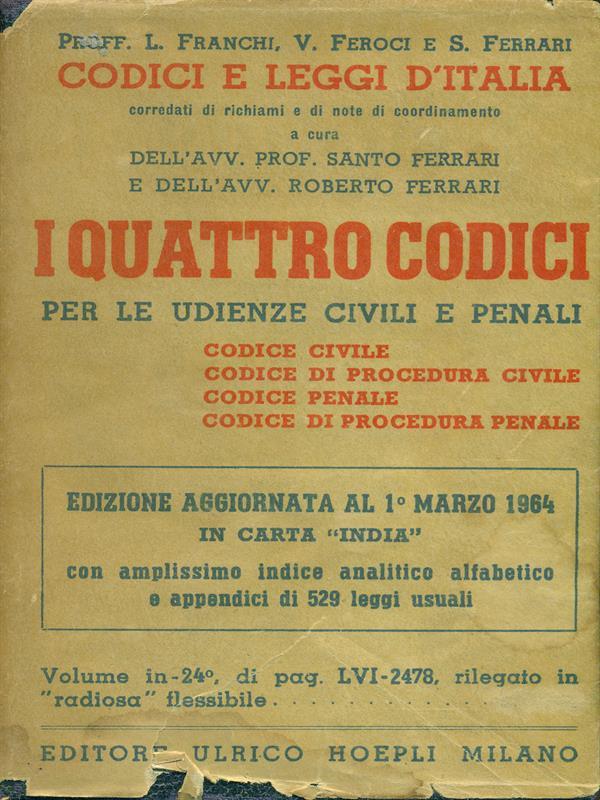 PROFF. L. FRANCHI, V. FEROCI E S. FERRARI
CODICI E LEGGI D'ITALIA
corredati di richiami e di note di coordinamento
a cura
DELL'AVV. PROF. SANTO FERRARI
E DELL'AVV. ROBERTO FERRARI
I QUATTRO CODICI
PER LE UDIENZE CIVILI E PENALI
CODICE CIVILE
CODICE DI PROCEDURA CIVILE
CODICE PENALE
CODICE DI PROCEDURA PENALE
EDIZIONE AGGIORNATA AL 1º MARZO 1964
IN CARTA "INDIA"
con amplissimo indice analitico alfabetico
e appendici di 529 leggi usuali
Volume in-24º, di pag. LVI-2478, rilegato in
"radiosa" flessibile . . . . . . . . . . . .
EDITORE ULRICO HOEPLI MILANO